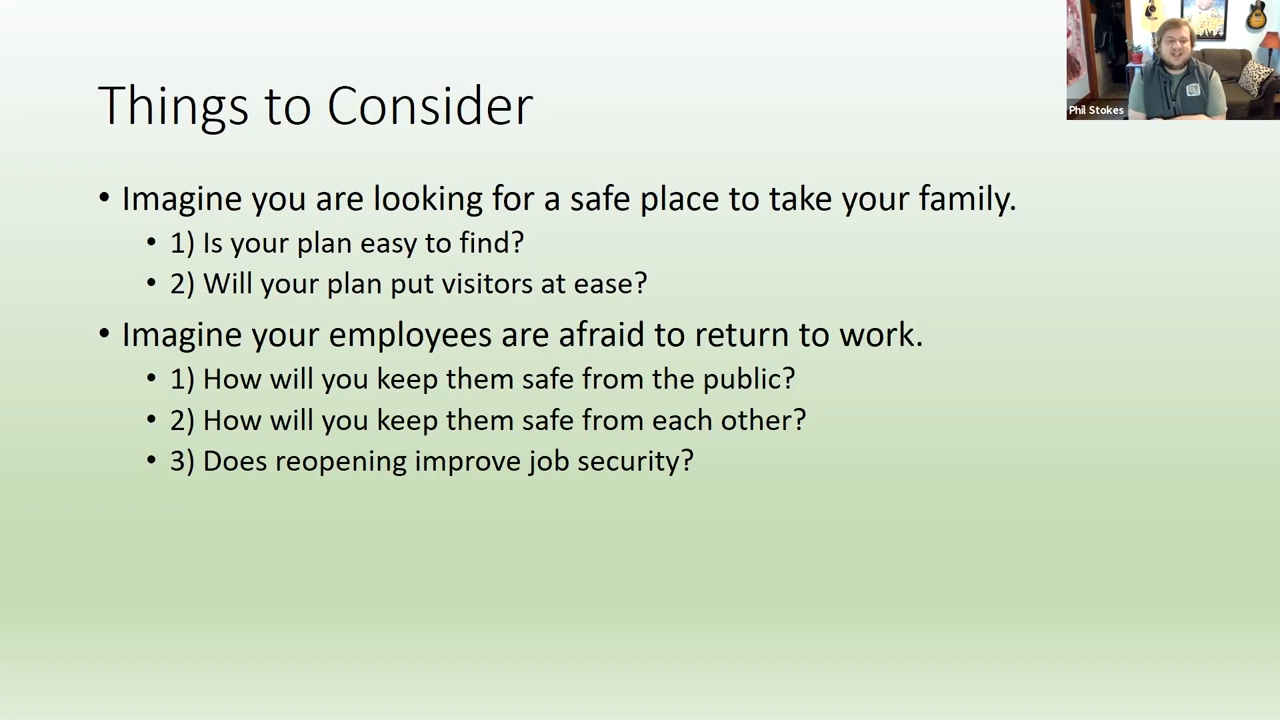 Things to Consider
Phil Stokes
• Imagine you are looking for a safe place to take your family.
• 1) Is your plan easy to find?
• 2) Will your plan put visitors at ease?
• Imagine your employees are afraid to return to work.
• 1) How will you keep them safe from the public?
• 2) How will you keep them safe from each other?
• 3) Does reopening improve job security?